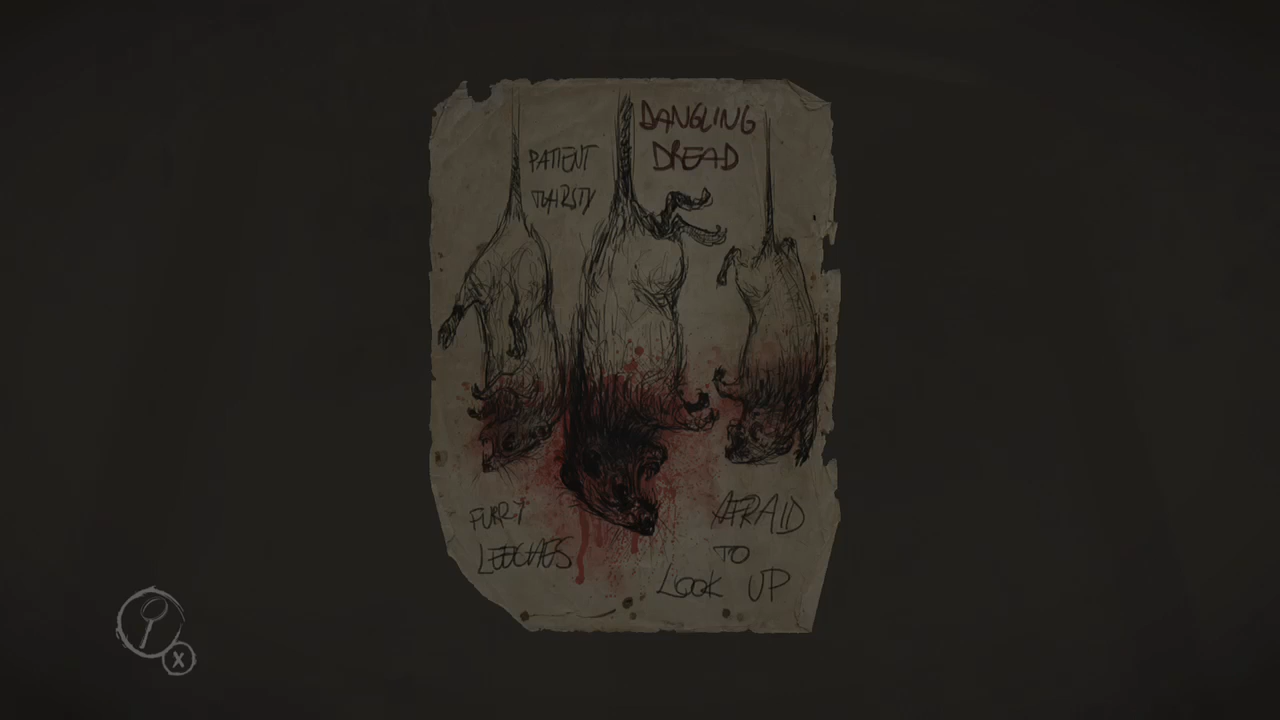 DANGLING
DREAD
PATIENT
THIRSTY
FURRY
LEECHES
AFRAID
TO
LOOK UP
X